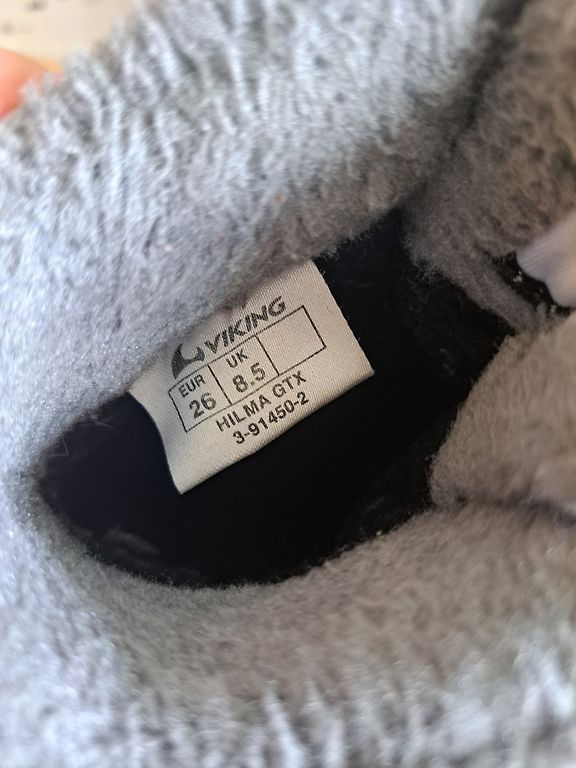 VIKING
EUR UK
26 8.5
HILMA GTX
3-91450-2